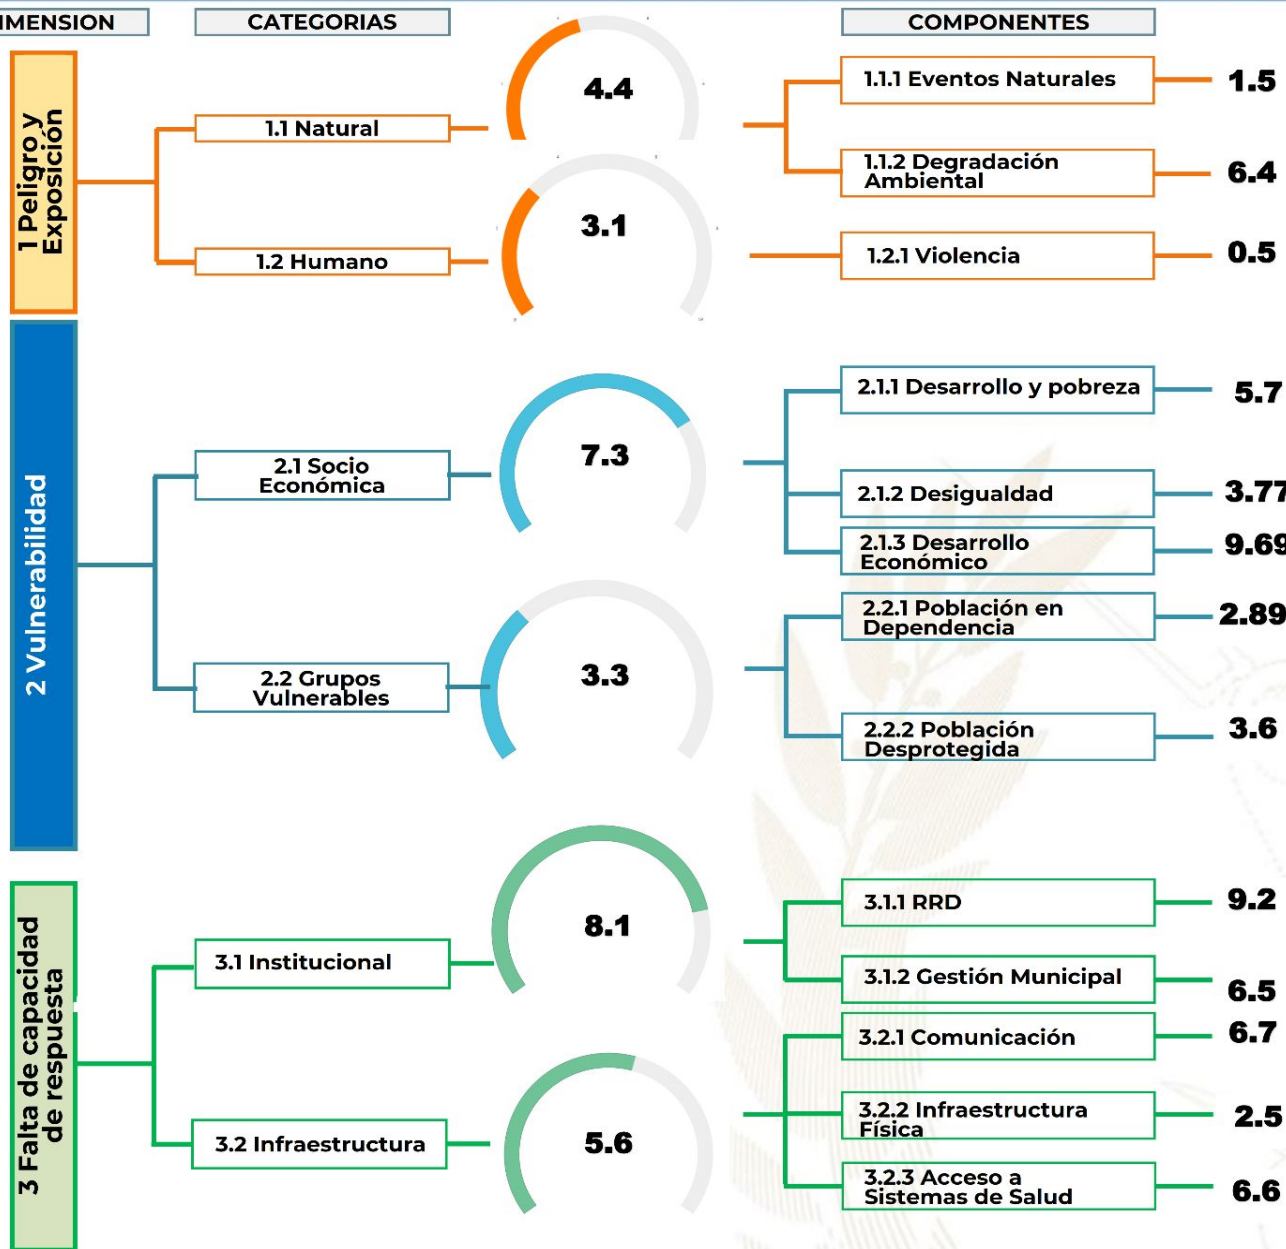 IMENSION
CATEGORIAS
COMPONENTES
1 Peligro y
Exposición
1.1 Natural
4.4
1.1.1 Eventos Naturales
1.5
1.1.2 Degradación
Ambiental
6.4
1.2 Humano
3.1
1.2.1 Violencia
0.5
2 Vulnerabilidad
2.1 Socio
Económica
7.3
2.1.1 Desarrollo y pobreza
5.7
2.1.2 Desigualdad
3.77
2.1.3 Desarrollo
Económico
9.69
2.2 Grupos
Vulnerables
3.3
2.2.1 Población en
Dependencia
2.89
2.2.2 Población
Desprotegida
3.6
3 Falta de capacidad
de respuesta
3.1 Institucional
8.1
3.1.1 RRD
9.2
3.1.2 Gestión Municipal
6.5
3.2 Infraestructura
5.6
3.2.1 Comunicación
6.7
3.2.2 Infraestructura
Física
2.5
3.2.3 Acceso a
Sistemas de Salud
6.6